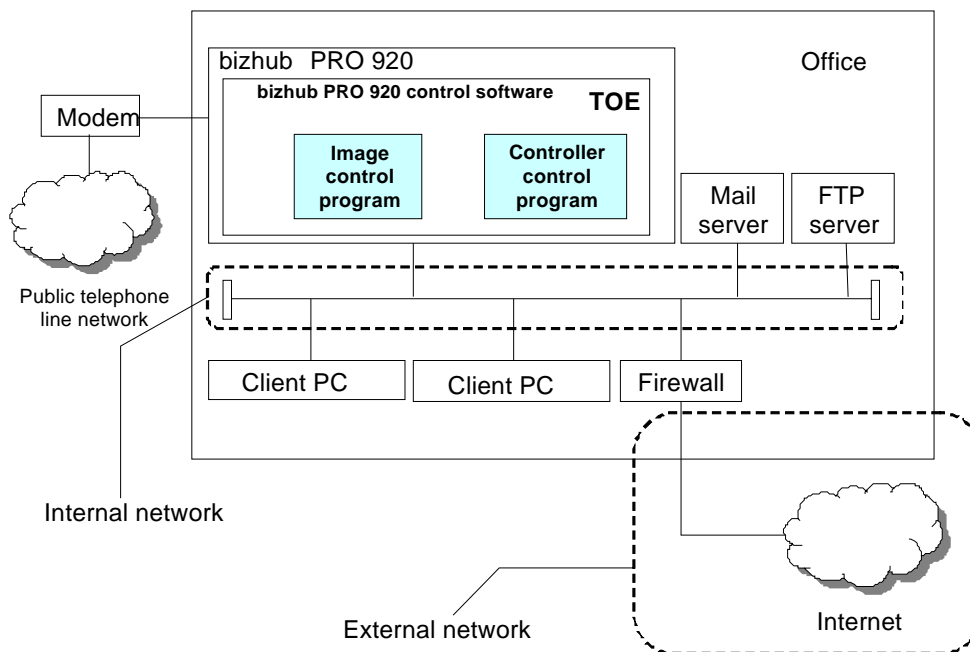 bizhub PRO 920
Office
bizhub PRO 920 control software
TOE
Modem
Image
control
program
Controller
control
program
Mail
server
FTP
server
Public telephone
line network
Client PC
Client PC
Firewall
Internal network
External network
Internet